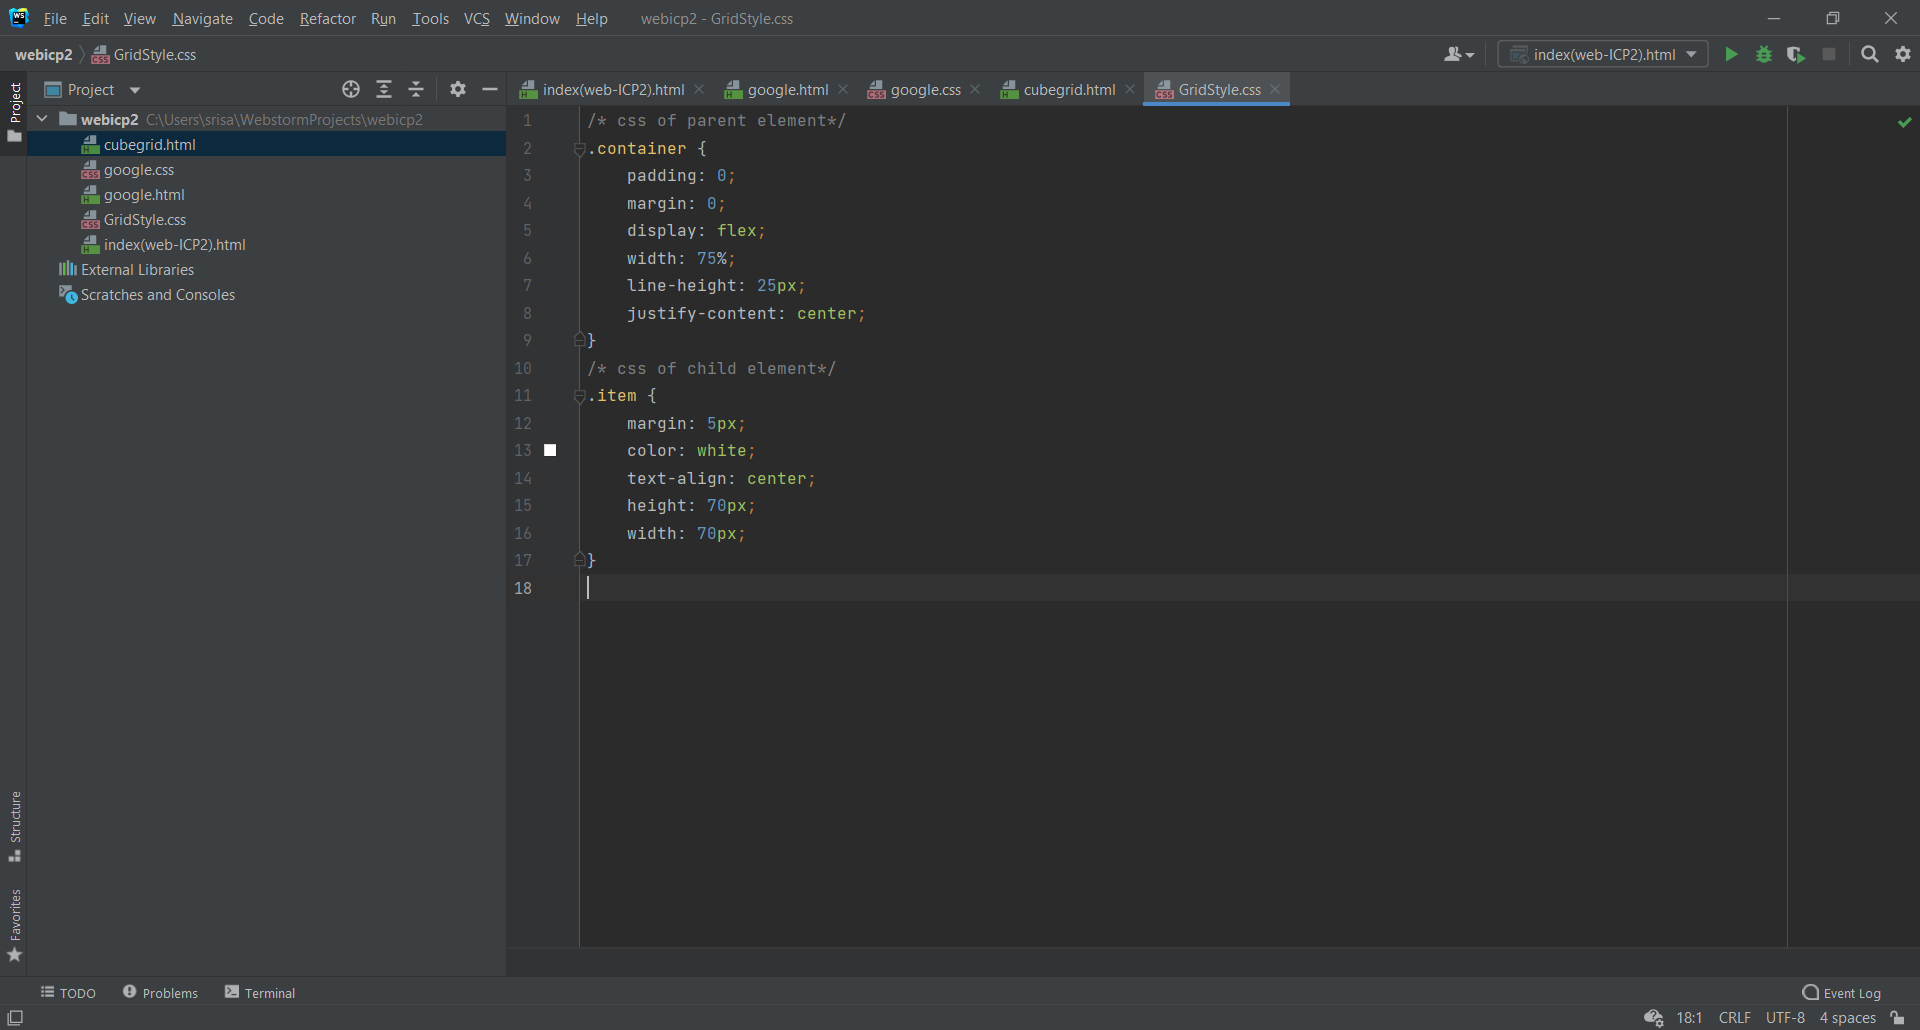 WS File Edit View Navigate Code Refactor Run Tools VCS Window Help webicp2 - GridStyle.css
webicp2 GridStyle.css index(web-ICP2).html
Project
Project
index(web-ICP2).html google.html google.css cubegrid.html GridStyle.css
webicp2 C:\Users\srisa\WebstormProjects\webicp2
cubegrid.html
google.css
google.html
GridStyle.css
index(web-ICP2).html
External Libraries
Scratches and Consoles
1 /* css of parent element*/
2 .container {
3 padding: 0;
4 margin: 0;
5 display: flex;
6 width: 75%;
7 line-height: 25px;
8 justify-content: center;
9 }
10 /* css of child element*/
11 .item {
12 margin: 5px;
13 color: white;
14 text-align: center;
15 height: 70px;
16 width: 70px;
17 }
18
Structure
Favorites
TODO Problems Terminal Event Log
18:1 CRLF UTF-8 4 spaces